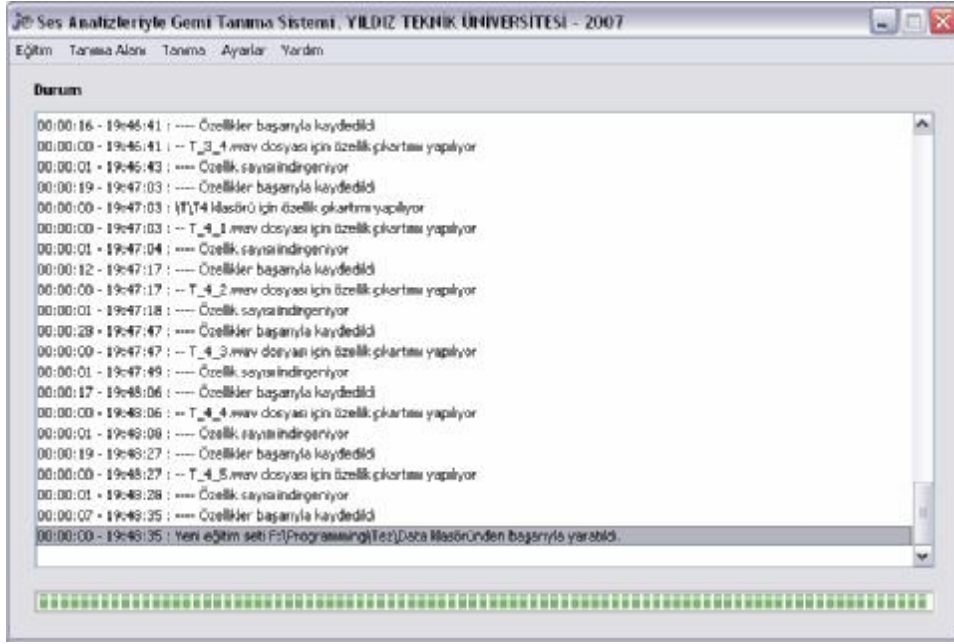 Ses Analizleriyle Gemi Tanıma Sistemi, YILDIZ TEKNİK ÜNİVERSİTESİ - 2007
Eğitim Tanıma Alanı Tanıma Ayarlar Yardım
Durum
00:00:16 - 19:46:41 : ---- Özellikler başarıyla kaydedildi
00:00:00 - 19:46:41 : -- T_3_4.wav dosyası için özellik çıkartımı yapılıyor
00:00:01 - 19:46:43 : ---- Özellik sayısı indirgeniyor
00:00:19 - 19:47:03 : ---- Özellikler başarıyla kaydedildi
00:00:00 - 19:47:03 : \T\T4 klasörü için özellik çıkartımı yapılıyor
00:00:00 - 19:47:03 : -- T_4_1.wav dosyası için özellik çıkartımı yapılıyor
00:00:01 - 19:47:04 : ---- Özellik sayısı indirgeniyor
00:00:12 - 19:47:17 : ---- Özellikler başarıyla kaydedildi
00:00:00 - 19:47:17 : -- T_4_2.wav dosyası için özellik çıkartımı yapılıyor
00:00:01 - 19:47:18 : ---- Özellik sayısı indirgeniyor
00:00:28 - 19:47:47 : ---- Özellikler başarıyla kaydedildi
00:00:00 - 19:47:47 : -- T_4_3.wav dosyası için özellik çıkartımı yapılıyor
00:00:01 - 19:47:49 : ---- Özellik sayısı indirgeniyor
00:00:17 - 19:48:06 : ---- Özellikler başarıyla kaydedildi
00:00:00 - 19:48:06 : -- T_4_4.wav dosyası için özellik çıkartımı yapılıyor
00:00:01 - 19:48:08 : ---- Özellik sayısı indirgeniyor
00:00:19 - 19:48:27 : ---- Özellikler başarıyla kaydedildi
00:00:00 - 19:48:27 : -- T_4_5.wav dosyası için özellik çıkartımı yapılıyor
00:00:01 - 19:48:28 : ---- Özellik sayısı indirgeniyor
00:00:07 - 19:48:35 : ---- Özellikler başarıyla kaydedildi
00:00:00 - 19:48:35 : Yeni eğitim seti F:\Programming\Tez\Data klasöründen başarıyla yaratıldı.